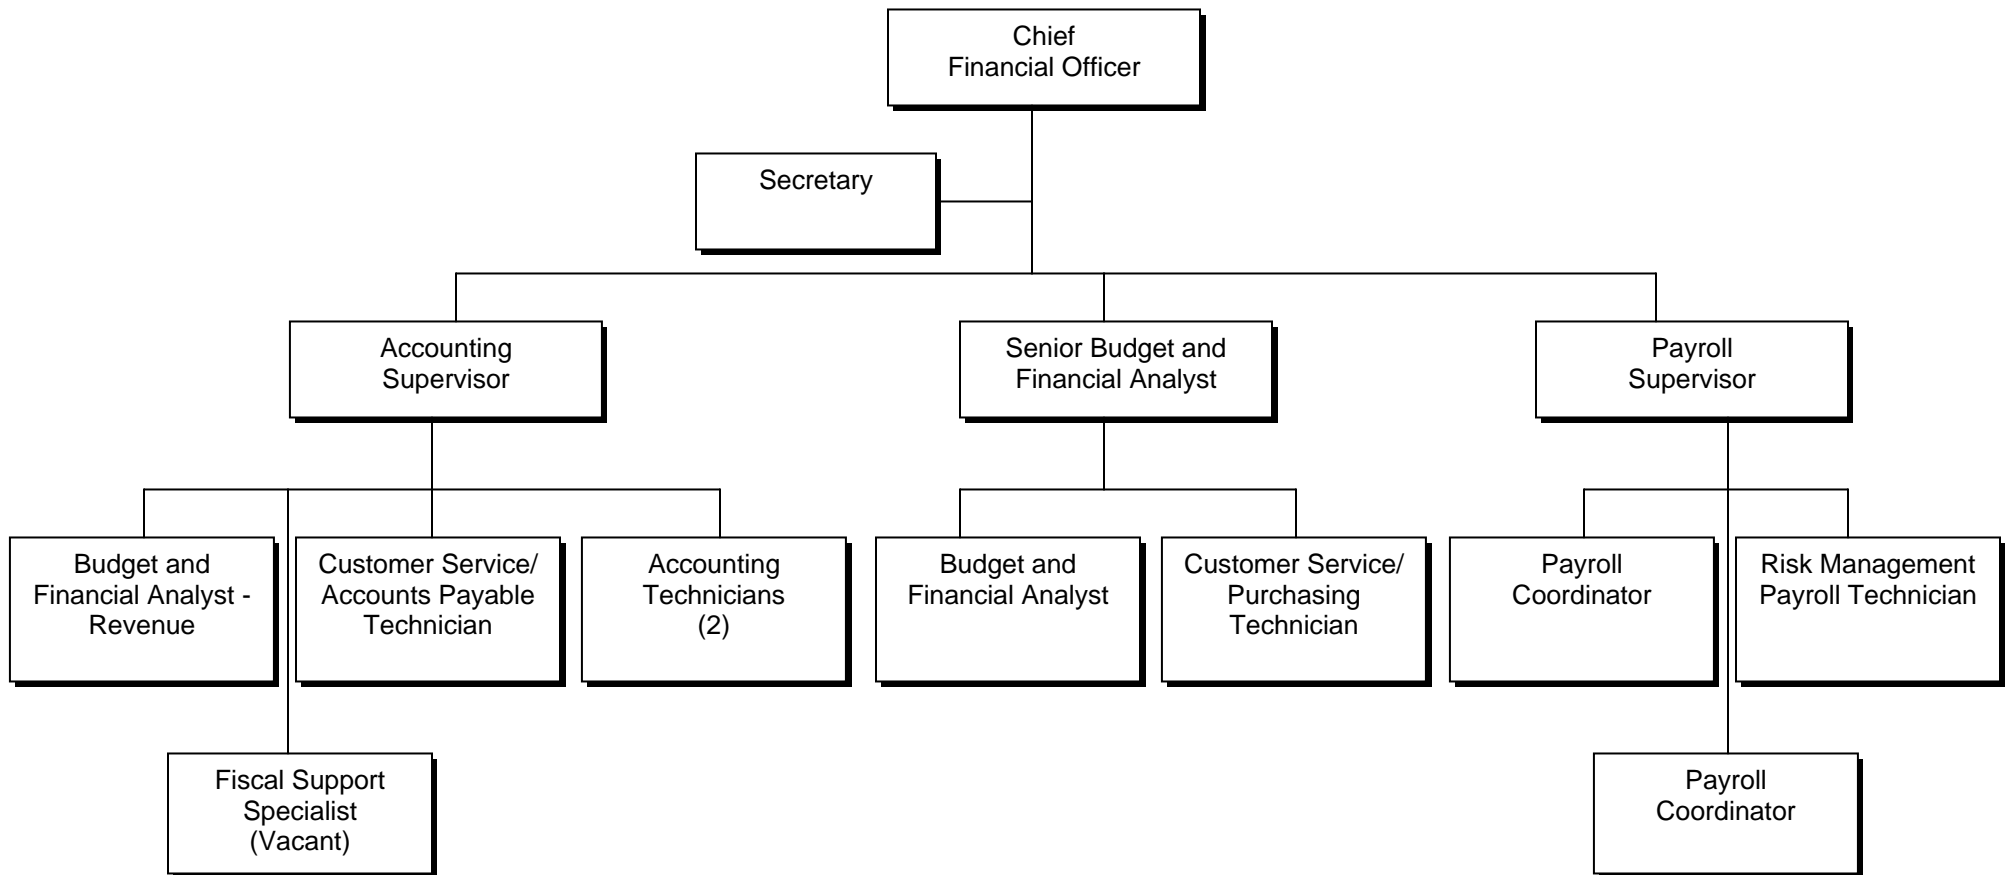 Chief
Financial Officer
Secretary
Accounting
Supervisor
Senior Budget and
Financial Analyst
Payroll
Supervisor
Budget and
Financial Analyst -
Revenue
Customer Service/
Accounts Payable
Technician
Accounting
Technicians
(2)
Budget and
Financial Analyst
Customer Service/
Purchasing
Technician
Payroll
Coordinator
Risk Management
Payroll Technician
Fiscal Support
Specialist
(Vacant)
Payroll
Coordinator